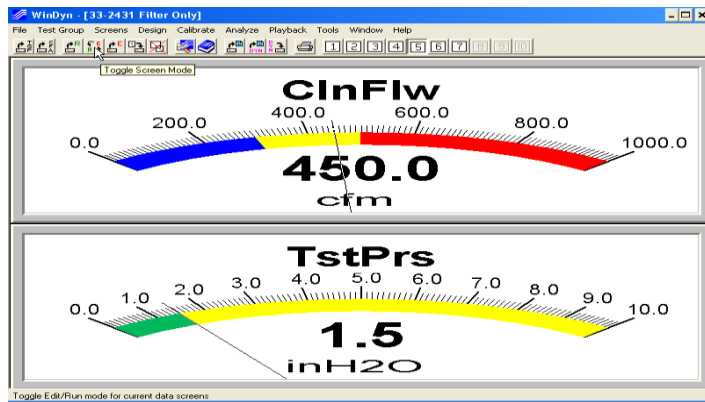 WinDyn - [33-2431 Filter Only]
File Test Group Screens Design Calibrate Analyze Playback Tools Window Help
1 2 3 4 5 6 7 8 9 10
Toggle Screen Mode
ClnFlw
0.0 200.0 400.0 600.0 800.0 1000.0
450.0
cfm
TstPrs
0.0 1.0 2.0 3.0 4.0 5.0 6.0 7.0 8.0 9.0 10.0
1.5
inH2O
Toggle Edit/Run mode for current data screens